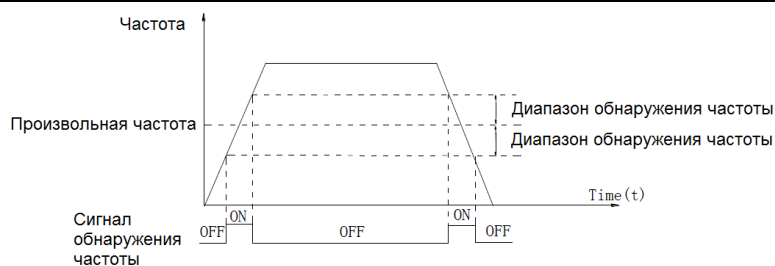 Частота
Диапазон обнаружения частоты
Произвольная частота
Диапазон обнаружения частоты
Time(t)
Сигнал
обнаружения
частоты
OFF
ON
OFF
ON
OFF